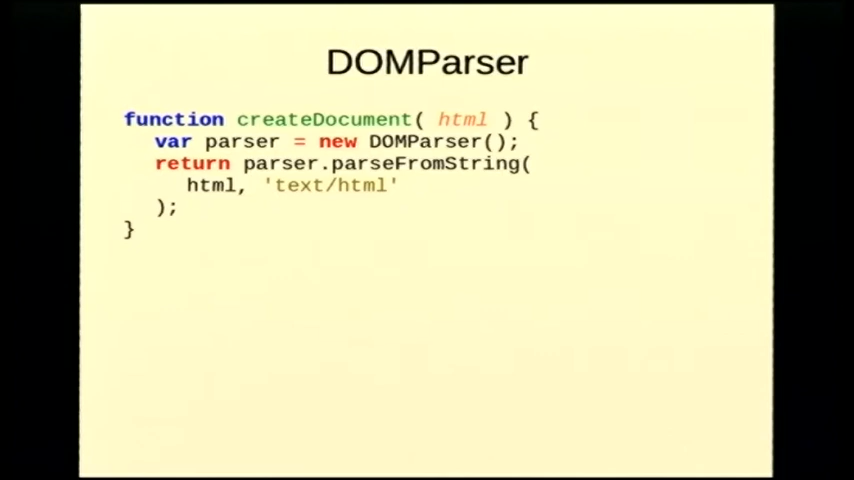 DOMParser
function createDocument( html ) {
var parser = new DOMParser();
return parser.parseFromString(
html, 'text/html'
);
}